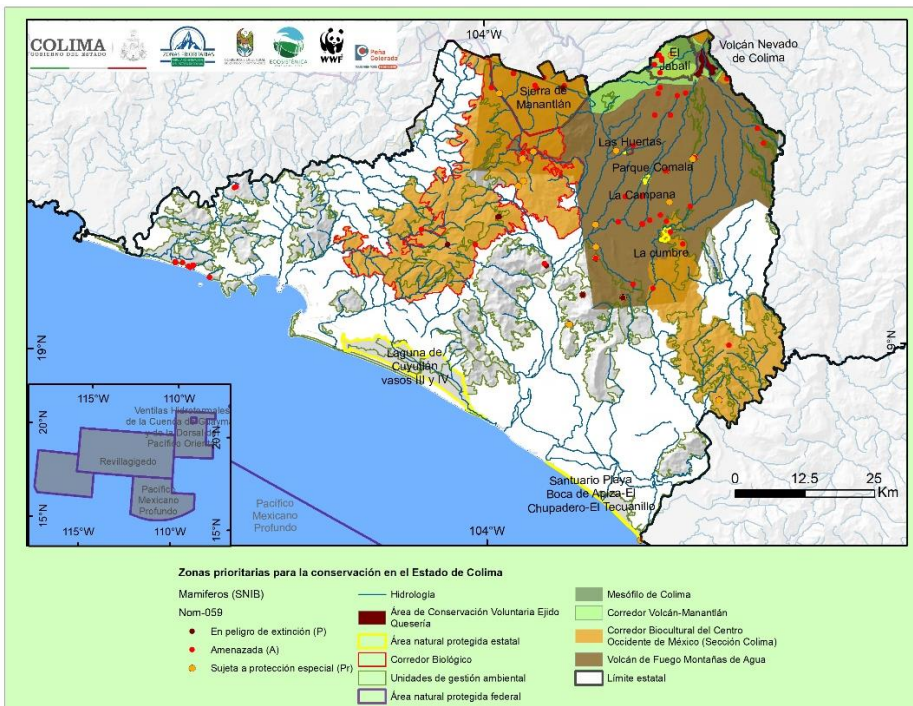 COLIMA
GOBIERNO DEL ESTADO
ZONAS PRIORITARIAS
ECOSISTÉMICA
WWF
Peña
Colorada
104°W
El
Jabalí
Volcán Nevado
de Colima
Sierra de
Manantlán
Las Huertas
Parque Comala
La Campana
La cumbre
19°N
9°N
Laguna de
Cuyutlán
vasos III y IV
115°W
110°W
20°N
20°N
Ventilas Hidrotermales
de la Cuenca de Guaymas
y de la Dorsal del
Pacífico Oriental
Revillagigedo
Pacífico
Mexicano
Profundo
15°N
15°N
115°W
110°W
Pacífico
Mexicano
Profundo
Santuario Playa
Boca de Apiza-El
Chupadero-El Tecuanillo
0 12.5 25
Km
104°W
Zonas prioritarias para la conservación en el Estado de Colima
Mamiferos (SNIB)
Nom-059
En peligro de extinción (P)
Amenazada (A)
Sujeta a protección especial (Pr)
Hidrología
Área de Conservación Voluntaria Ejido
Quesería
Área natural protegida estatal
Corredor Biológico
Unidades de gestión ambiental
Área natural protegida federal
Mesófilo de Colima
Corredor Volcán-Manantlán
Corredor Biocultural del Centro
Occidente de México (Sección Colima)
Volcán de Fuego Montañas de Agua
Límite estatal